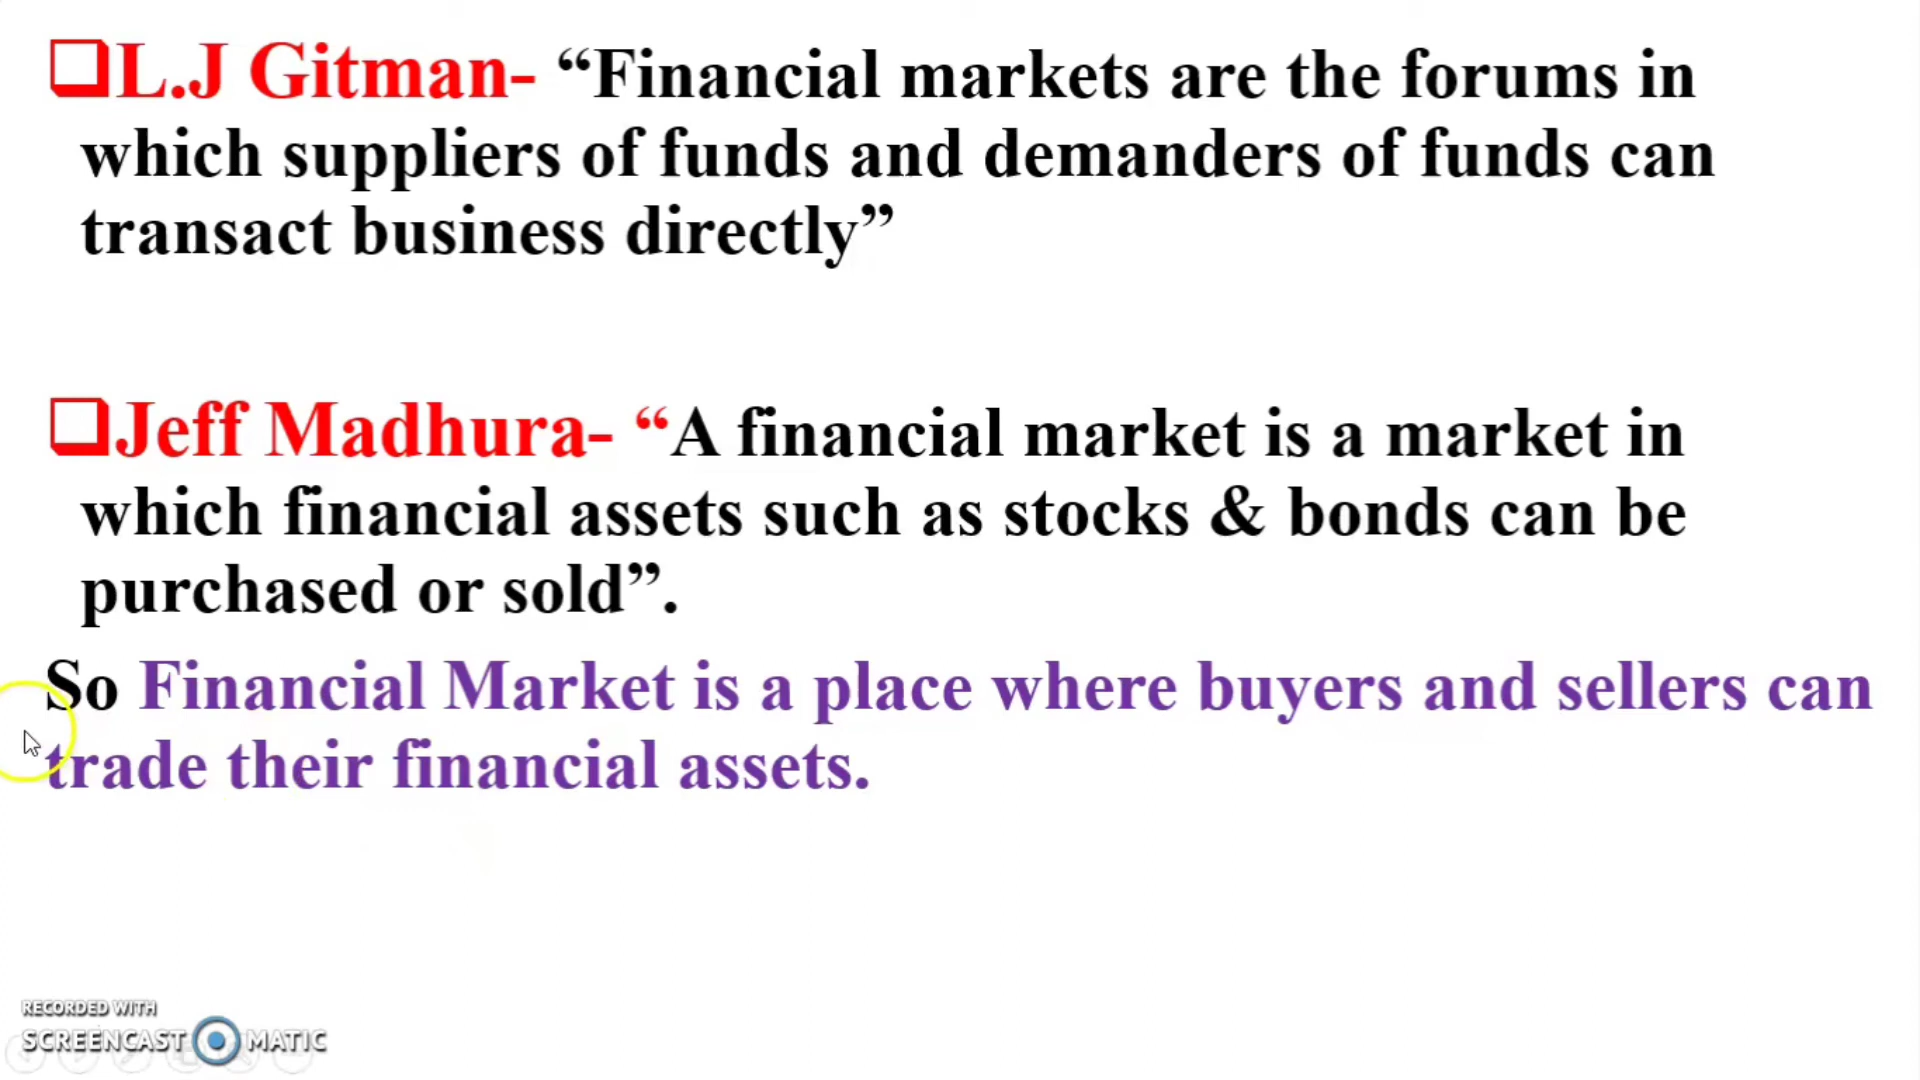 L.J Gitman- “Financial markets are the forums in
which suppliers of funds and demanders of funds can
transact business directly”
Jeff Madhura- “A financial market is a market in
which financial assets such as stocks & bonds can be
purchased or sold”.
So Financial Market is a place where buyers and sellers can
trade their financial assets.
RECORDED WITH
SCREENCAST MATIC